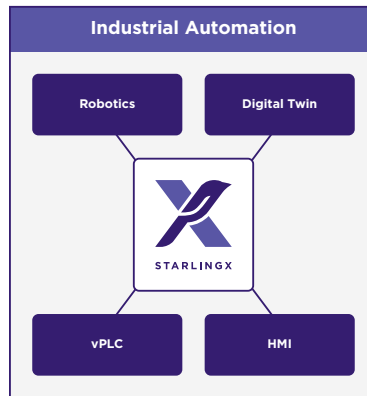 Industrial Automation
Robotics
Digital Twin
STARLINGX
vPLC
HMI